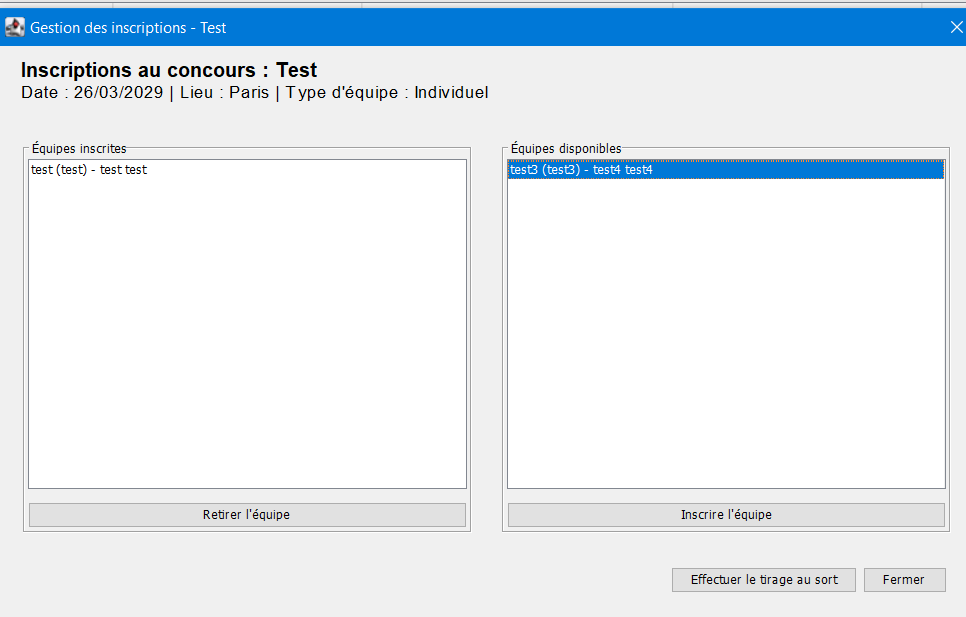 Gestion des inscriptions - Test
Inscriptions au concours : Test
Date : 26/03/2029 | Lieu : Paris | Type d'équipe : Individuel
Équipes inscrites
test (test) - test test
Retirer l'équipe
Équipes disponibles
test3 (test3) - test4 test4
Inscrire l'équipe
Effectuer le tirage au sort
Fermer